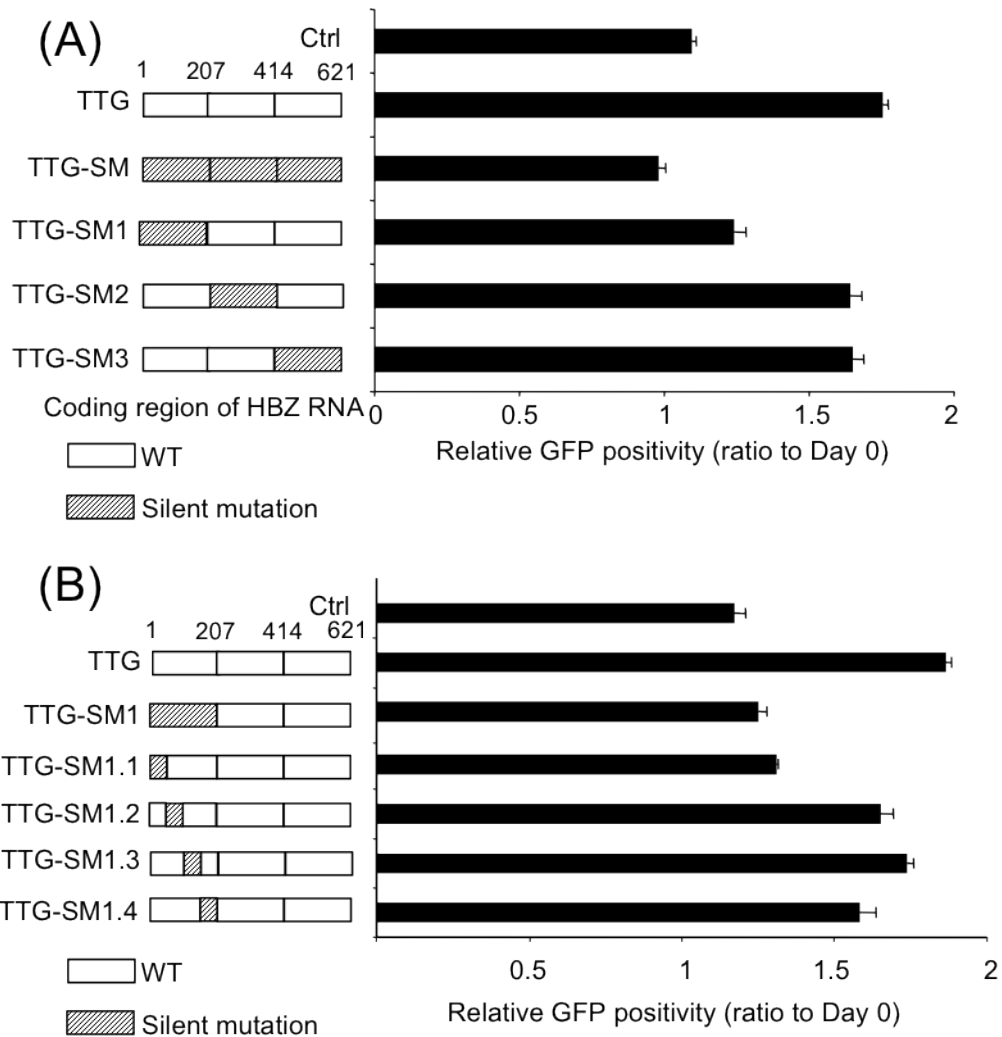 (A)
Ctrl
1 207 414 621
TTG
TTG-SM
TTG-SM1
TTG-SM2
TTG-SM3
Coding region of HBZ RNA
0 0.5 1 1.5 2
Relative GFP positivity (ratio to Day 0)
WT
Silent mutation
(B)
Ctrl
1 207 414 621
TTG
TTG-SM1
TTG-SM1.1
TTG-SM1.2
TTG-SM1.3
TTG-SM1.4
0.5 1 1.5 2
Relative GFP positivity (ratio to Day 0)
WT
Silent mutation